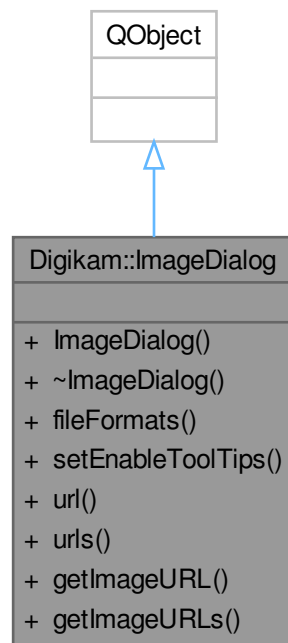 QObject
Digikam::ImageDialog
+ ImageDialog()
+ ~ImageDialog()
+ fileFormats()
+ setEnableToolTips()
+ url()
+ urls()
+ getImageURL()
+ getImageURLs()